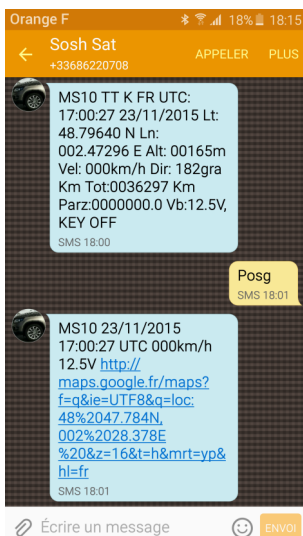 Orange F 18% 18:15
Sosh Sat
+33686220708
APPELER PLUS
MS10 TT K FR UTC:
17:00:27 23/11/2015 Lt:
48.79640 N Ln:
002.47296 E Alt: 00165m
Vel: 000km/h Dir: 182gra
Km Tot:0036297 Km
Parz:0000000.0 Vb:12.5V,
KEY OFF
SMS 18:00
Posg
SMS 18:01
MS10 23/11/2015
17:00:27 UTC 000km/h
12.5V http://
maps.google.fr/maps?
f=q&ie=UTF8&q=loc:
48%2047.784N,
002%2028.378E
%20&z=16&t=h&mrt=yp&
hl=fr
SMS 18:01
Écrire un message
ENVOI